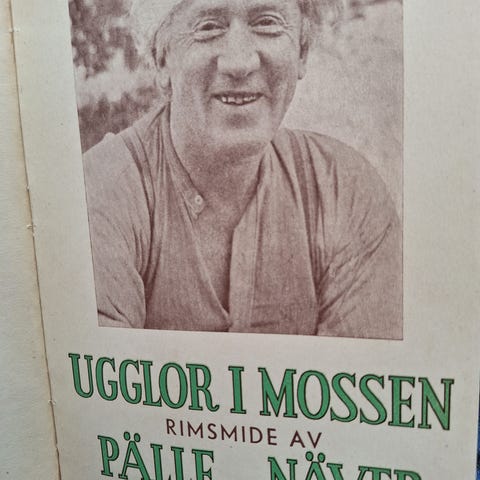 UGGLOR I MOSSEN
RIMSMIDE AV
PÄLLE NÄVER